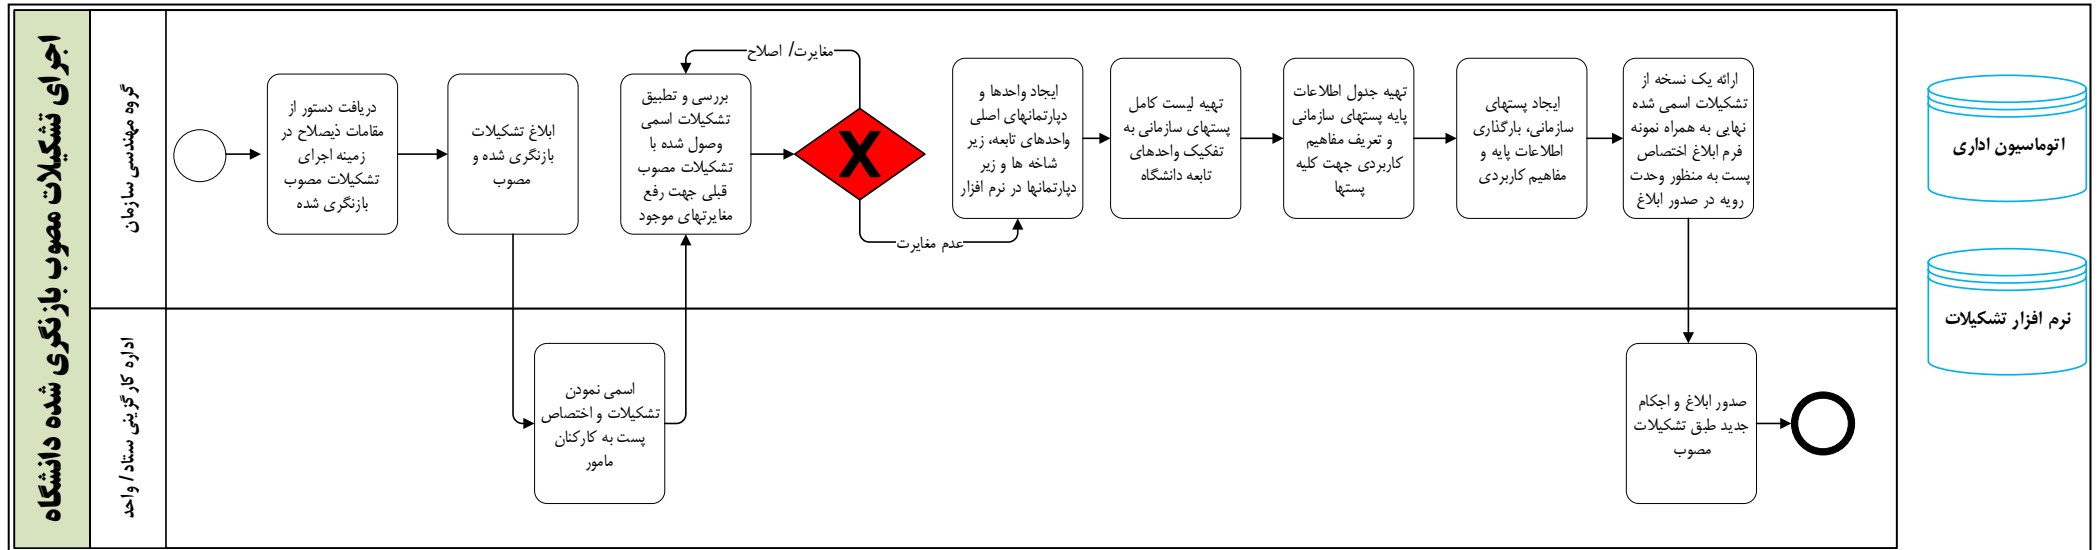 اجرای تشکیلات مصوب بازنگری شده دانشگاه
گروه مهندسی سازمان
دریافت دستور از
مقامات ذیصلاح در
زمینه اجرای
تشکیلات مصوب
بازنگری شده
ابلاغ تشکیلات
بازنگری شده و
مصوب
بررسی و تطبیق
تشکیلات اسمی
وصول شده با
تشکیلات مصوب
قبلی جهت رفع
مغایرتهای موجود
مغایرت/ اصلاح
X
عدم مغایرت
ایجاد واحدها و
دپارتمانهای اصلی
واحدهای تابعه، زیر
شاخه ها و زیر
دپارتمانها در نرم افزار
تهیه لیست کامل
پستهای سازمانی به
تفکیک واحدهای
تابعه دانشگاه
تهیه جدول اطلاعات
پایه پستهای سازمانی
و تعریف مفاهیم
کاربردی جهت کلیه
پستها
ایجاد پستهای
سازمانی، بارگذاری
اطلاعات پایه و
مفاهیم کاربردی
ارائه یک نسخه از
تشکیلات اسمی شده
نهایی به همراه نمونه
فرم ابلاغ اختصاص
پست به منظور وحدت
رویه در صدور ابلاغ
اداره کارگزینی ستاد/ واحد
اسمی نمودن
تشکیلات و اختصاص
پست به کارکنان
مامور
صدور ابلاغ و اجکام
جدید طبق تشکیلات
مصوب
اتوماسیون اداری
نرم افزار تشکیلات